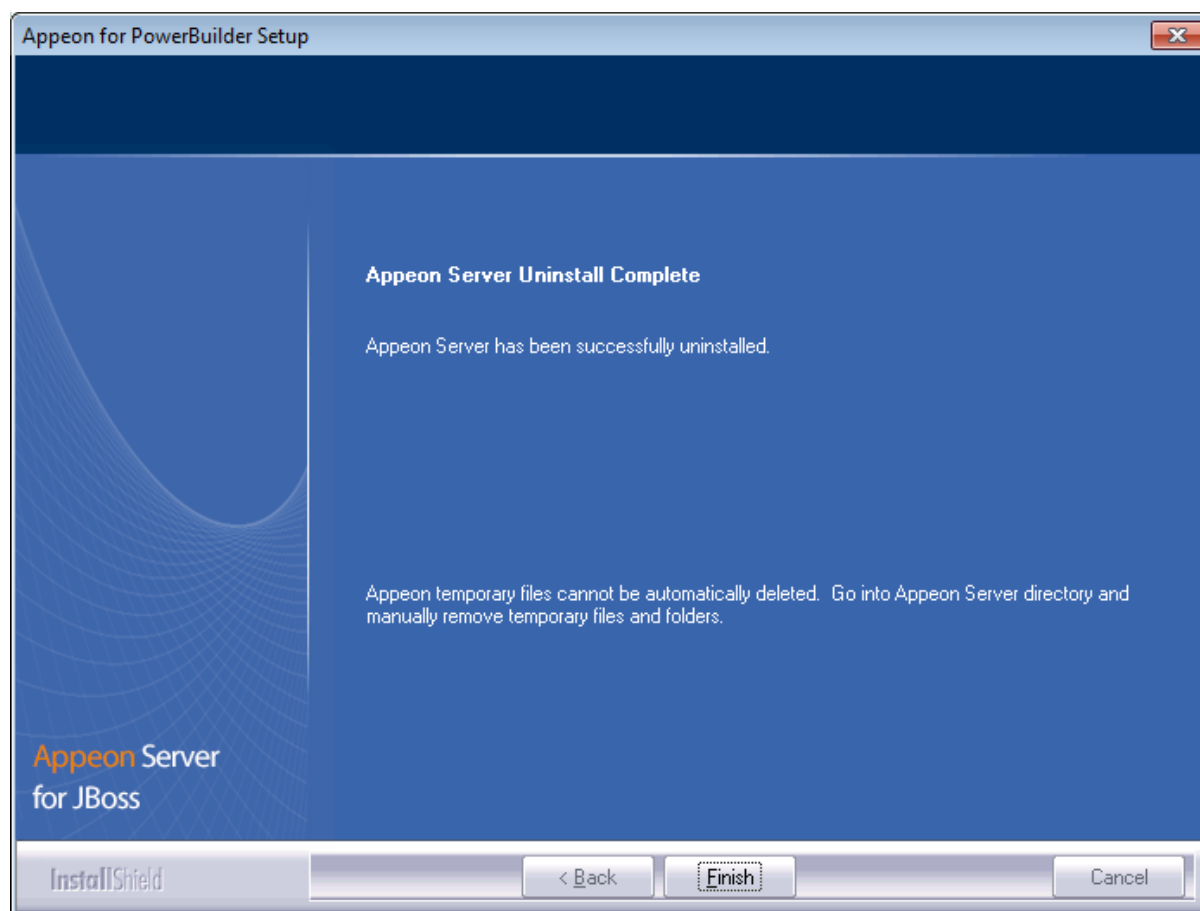 Appeon for PowerBuilder Setup
Appeon Server Uninstall Complete
Appeon Server has been successfully uninstalled.
Appeon temporary files cannot be automatically deleted.  Go into Appeon Server directory and
manually remove temporary files and folders.
Appeon Server
for JBoss
InstallShield
< Back
Finish
Cancel